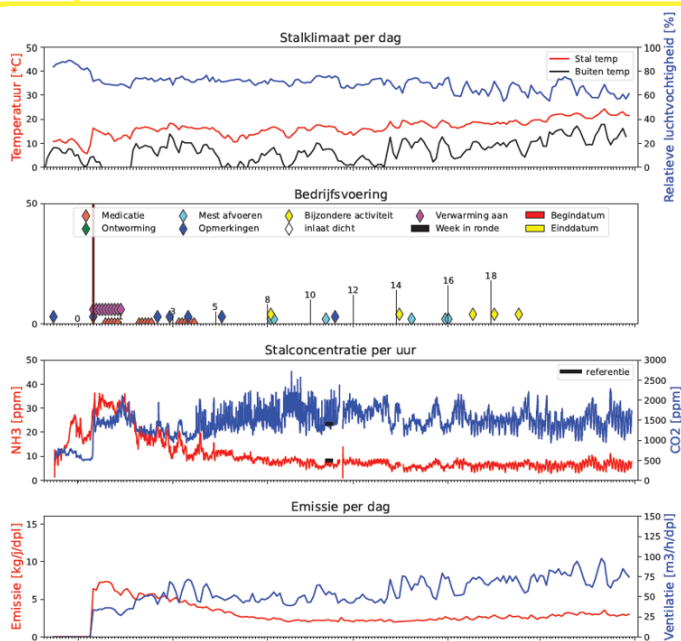 Stalklimaat per dag
Temperatuur [*C]
50
40
30
20
10
0
Stal temp
Buiten temp
100
80
60
40
20
0
Relatieve luchtvochtigheid [%]
Bedrijfsvoering
50
0
Medicatie
Ontworming
Mest afvoeren
Opmerkingen
Bijzondere activiteit
inlaat dicht
Verwarming aan
Week in ronde
Begindatum
Einddatum
0
3
5
8
10
12
14
16
18
Stalconcentratie per uur
NH3 [ppm]
50
40
30
20
10
0
referentie
3000
2500
2000
1500
1000
500
0
CO2 [ppm]
Emissie per dag
Emissie [kg/j/dpl]
15
10
5
0
150
125
100
75
50
25
0
Ventilatie [m3/h/dpl]